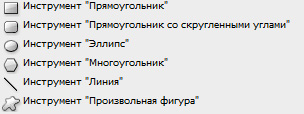 Инструмент "Прямоугольник"
Инструмент "Прямоугольник со скругленными углами"
Инструмент "Эллипс"
Инструмент "Многоугольник"
Инструмент "Линия"
Инструмент "Произвольная фигура"